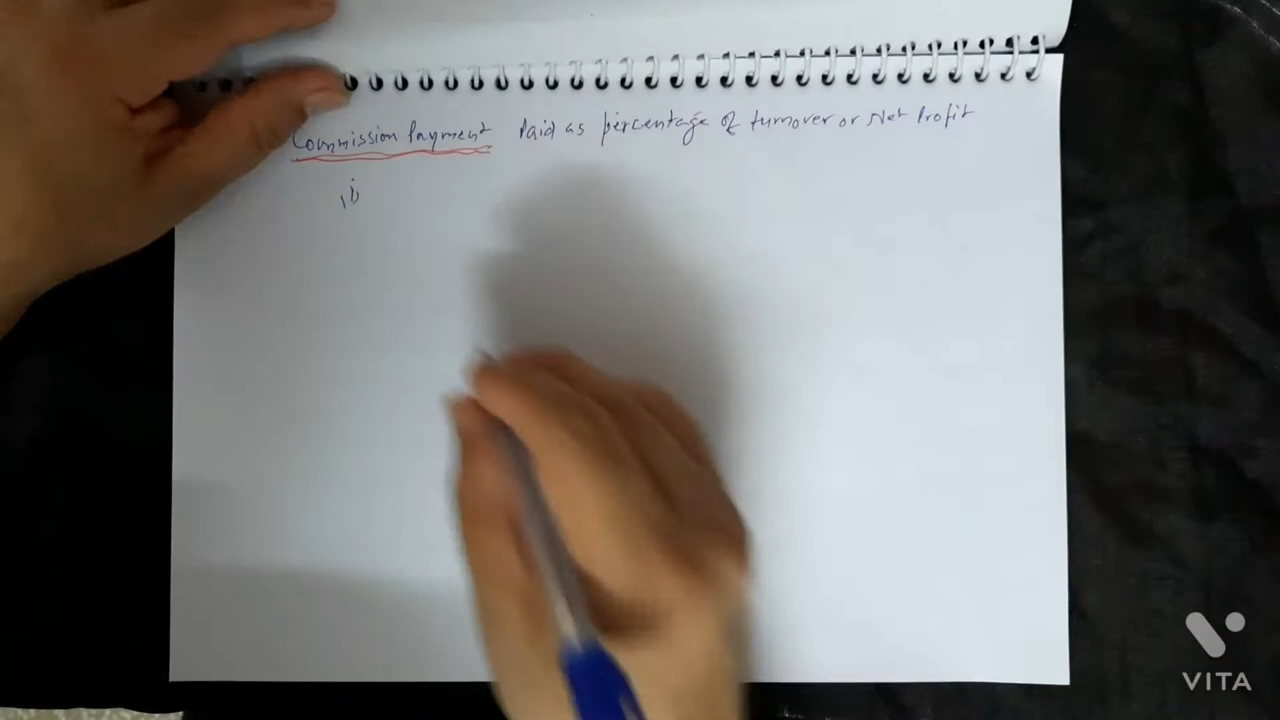 Commission Payment Paid as percentage of turnover or Net Profit
i)
VITA